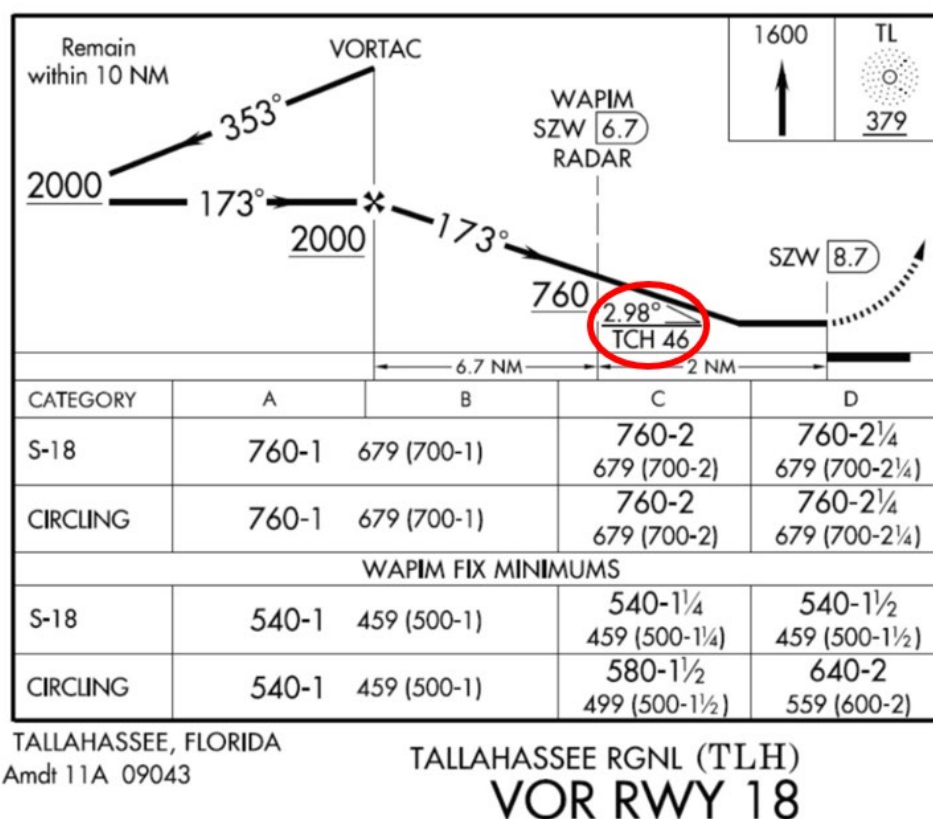 Remain
within 10 NM
VORTAC
1600
TL
379
353°
2000
173°
2000
173°
WAPIM
SZW 6.7
RADAR
760
2.98°
TCH 46
SZW 8.7
6.7 NM
2 NM
CATEGORY A B C D
S-18 760-1 679 (700-1) 760-2 679 (700-2) 760-2¼ 679 (700-2¼)
CIRCLING 760-1 679 (700-1) 760-2 679 (700-2) 760-2¼ 679 (700-2¼)
WAPIM FIX MINIMUMS
S-18 540-1 459 (500-1) 540-1¼ 459 (500-1¼) 540-1½ 459 (500-1½)
CIRCLING 540-1 459 (500-1) 580-1½ 499 (500-1½) 640-2 559 (600-2)
TALLAHASSEE, FLORIDA
Amdt 11A 09043
TALLAHASSEE RGNL (TLH)
VOR RWY 18